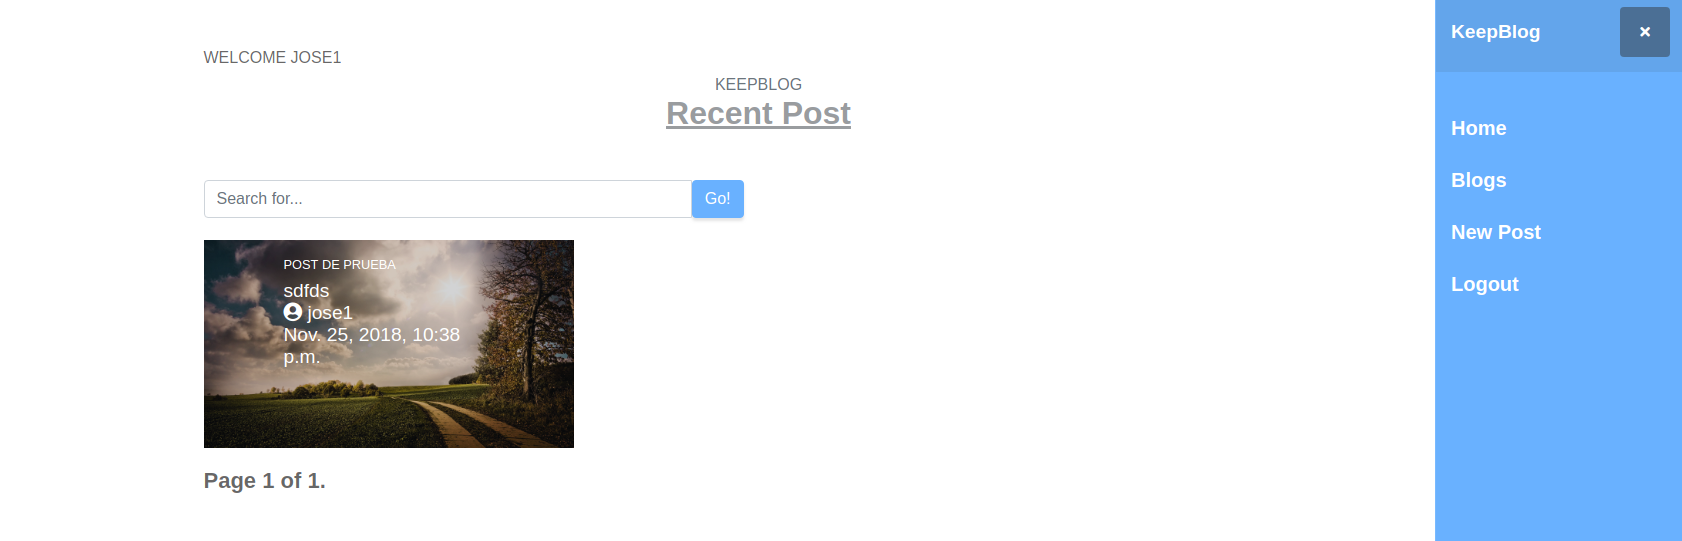 WELCOME JOSE1
KEEPBLOG
Recent Post
Search for...
Go!
POST DE PRUEBA
sdfds
jose1
Nov. 25, 2018, 10:38
p.m.
Page 1 of 1.
KeepBlog
×
Home
Blogs
New Post
Logout